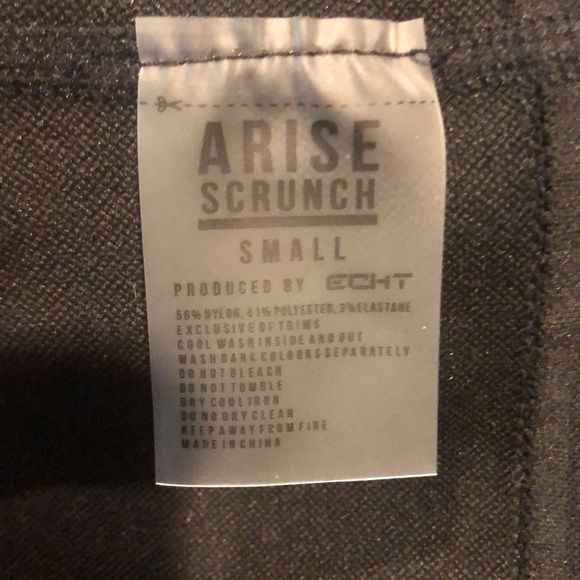 ARISE
SCRUNCH
SMALL
PRODUCED BY ECHT
56% NYLON, 41% POLYESTED, 3% ELASTANE
EXCLUSIVE OF TRIMS
COOL WASH INSIDE AND OUT
WASH DARK COLOURS SEPARATELY
DO NOT BLEACH
DO NOT TUMBLE
DRY COOL IRON
DO NO DRY CLEAN
KEEP AWAY FROM FIRE
MADE IN CHINA